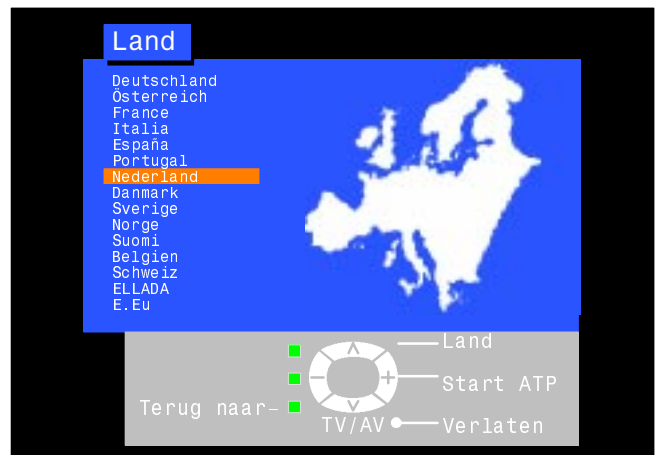 Land
Deutschland
Österreich
France
Italia
España
Portugal
Nederland
Danmark
Sverige
Norge
Suomi
Belgien
Schweiz
ELLADA
E.Eu
Land
Start ATP
Terug naar
TV/AV
Verlaten